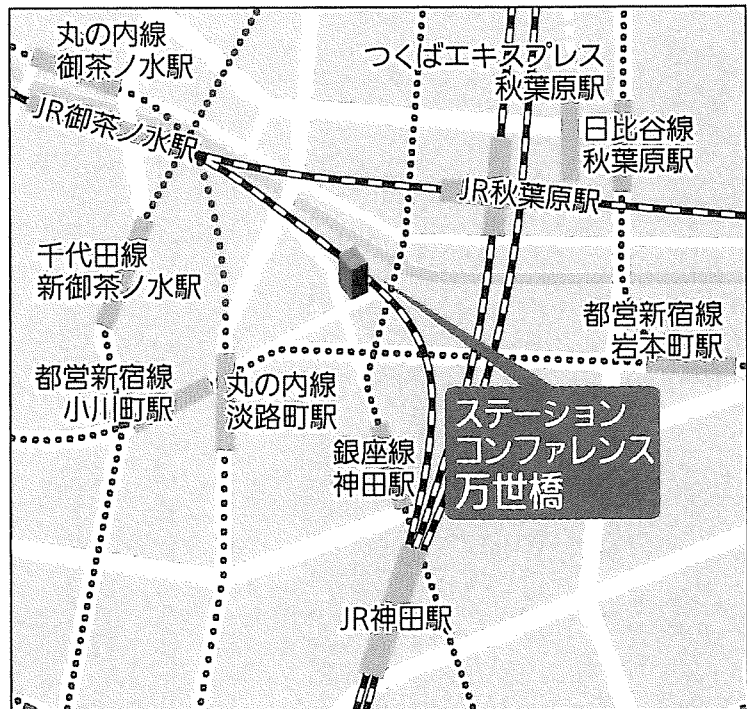 丸の内線
御茶ノ水駅
つくばエキスプレス
秋葉原駅
JR御茶ノ水駅
日比谷線
秋葉原駅
JR秋葉原駅
千代田線
新御茶ノ水駅
都営新宿線
岩本町駅
都営新宿線
小川町駅
丸の内線
淡路町駅
銀座線
神田駅
ステーション
コンファレンス
万世橋
JR神田駅